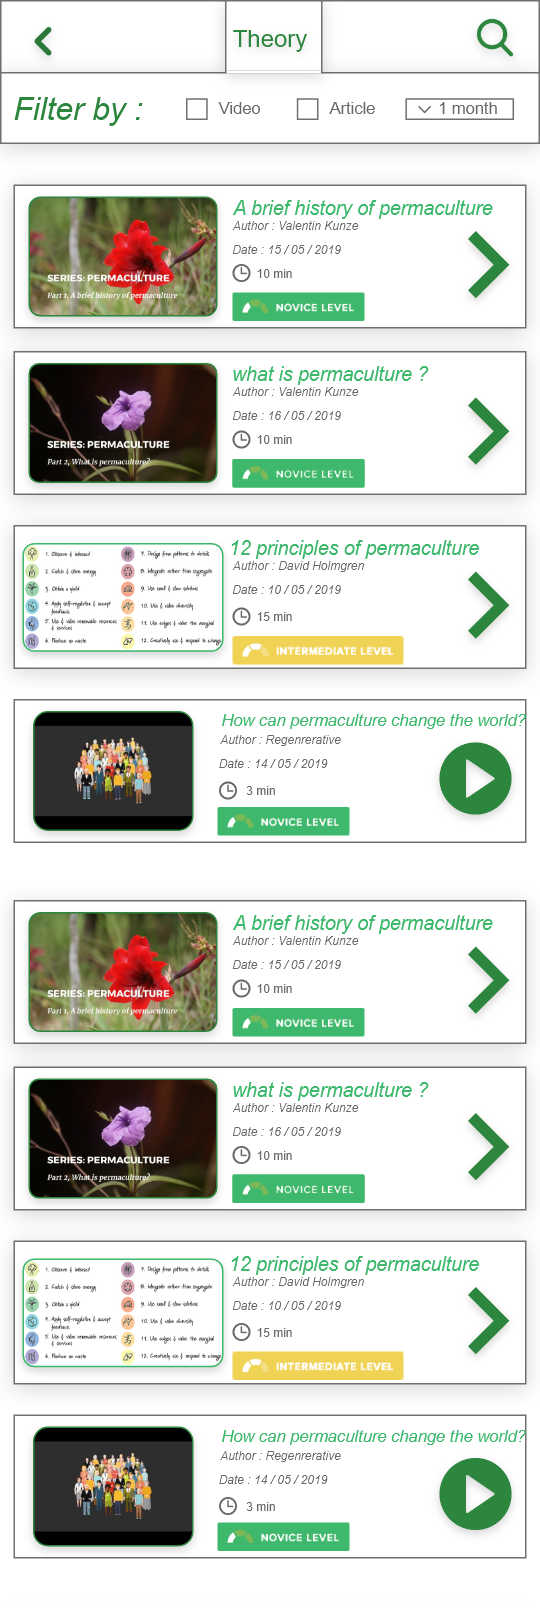 Theory
Filter by :
Video
Article
1 month
A brief history of permaculture
Author : Valentin Kunze
Date : 15 / 05 / 2019
10 min
NOVICE LEVEL
SERIES: PERMACULTURE
Part 1, A brief history of permaculture
what is permaculture ?
Author : Valentin Kunze
Date : 16 / 05 / 2019
10 min
NOVICE LEVEL
SERIES: PERMACULTURE
Part 2, What is permaculture?
12 principles of permaculture
Author : David Holmgren
Date : 10 / 05 / 2019
15 min
INTERMEDIATE LEVEL
1. Observe & interact
2. Catch & store energy
3. Obtain a yield
4. Apply self-regulation & accept
feedback
5. Use & value renewable resources
& services
6. Produce no waste
7. Design from patterns to details
8. Integrate rather than segregate
9. Use small & slow solutions
10. Use & value diversity
11. Use edges & value the marginal
12. Creatively use & respond to change
How can permaculture change the world?
Author : Regenrerative
Date : 14 / 05 / 2019
3 min
NOVICE LEVEL
A brief history of permaculture
Author : Valentin Kunze
Date : 15 / 05 / 2019
10 min
NOVICE LEVEL
SERIES: PERMACULTURE
Part 1, A brief history of permaculture
what is permaculture ?
Author : Valentin Kunze
Date : 16 / 05 / 2019
10 min
NOVICE LEVEL
SERIES: PERMACULTURE
Part 2, What is permaculture?
12 principles of permaculture
Author : David Holmgren
Date : 10 / 05 / 2019
15 min
INTERMEDIATE LEVEL
1. Observe & interact
2. Catch & store energy
3. Obtain a yield
4. Apply self-regulation & accept
feedback
5. Use & value renewable resources
& services
6. Produce no waste
7. Design from patterns to details
8. Integrate rather than segregate
9. Use small & slow solutions
10. Use & value diversity
11. Use edges & value the marginal
12. Creatively use & respond to change
How can permaculture change the world?
Author : Regenrerative
Date : 14 / 05 / 2019
3 min
NOVICE LEVEL